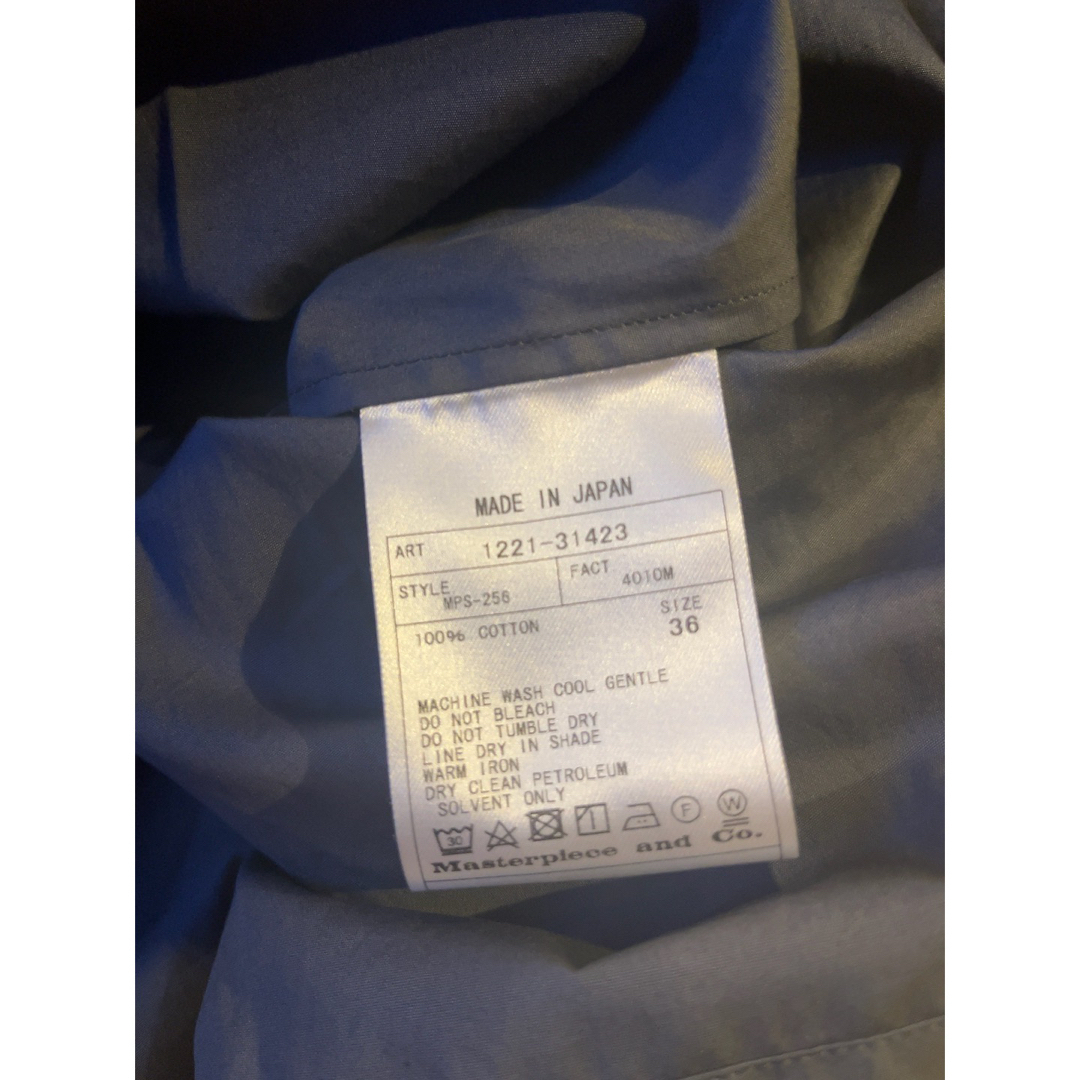 MADE IN JAPAN
ART 1221-31423
STYLE MPS-256 FACT 4010M
100% COTTON SIZE 36
MACHINE WASH COOL GENTLE
DO NOT BLEACH
DO NOT TUMBLE DRY
LINE DRY IN SHADE
WARM IRON
DRY CLEAN PETROLEUM
SOLVENT ONLY
30 F W
Masterpiece and Co.